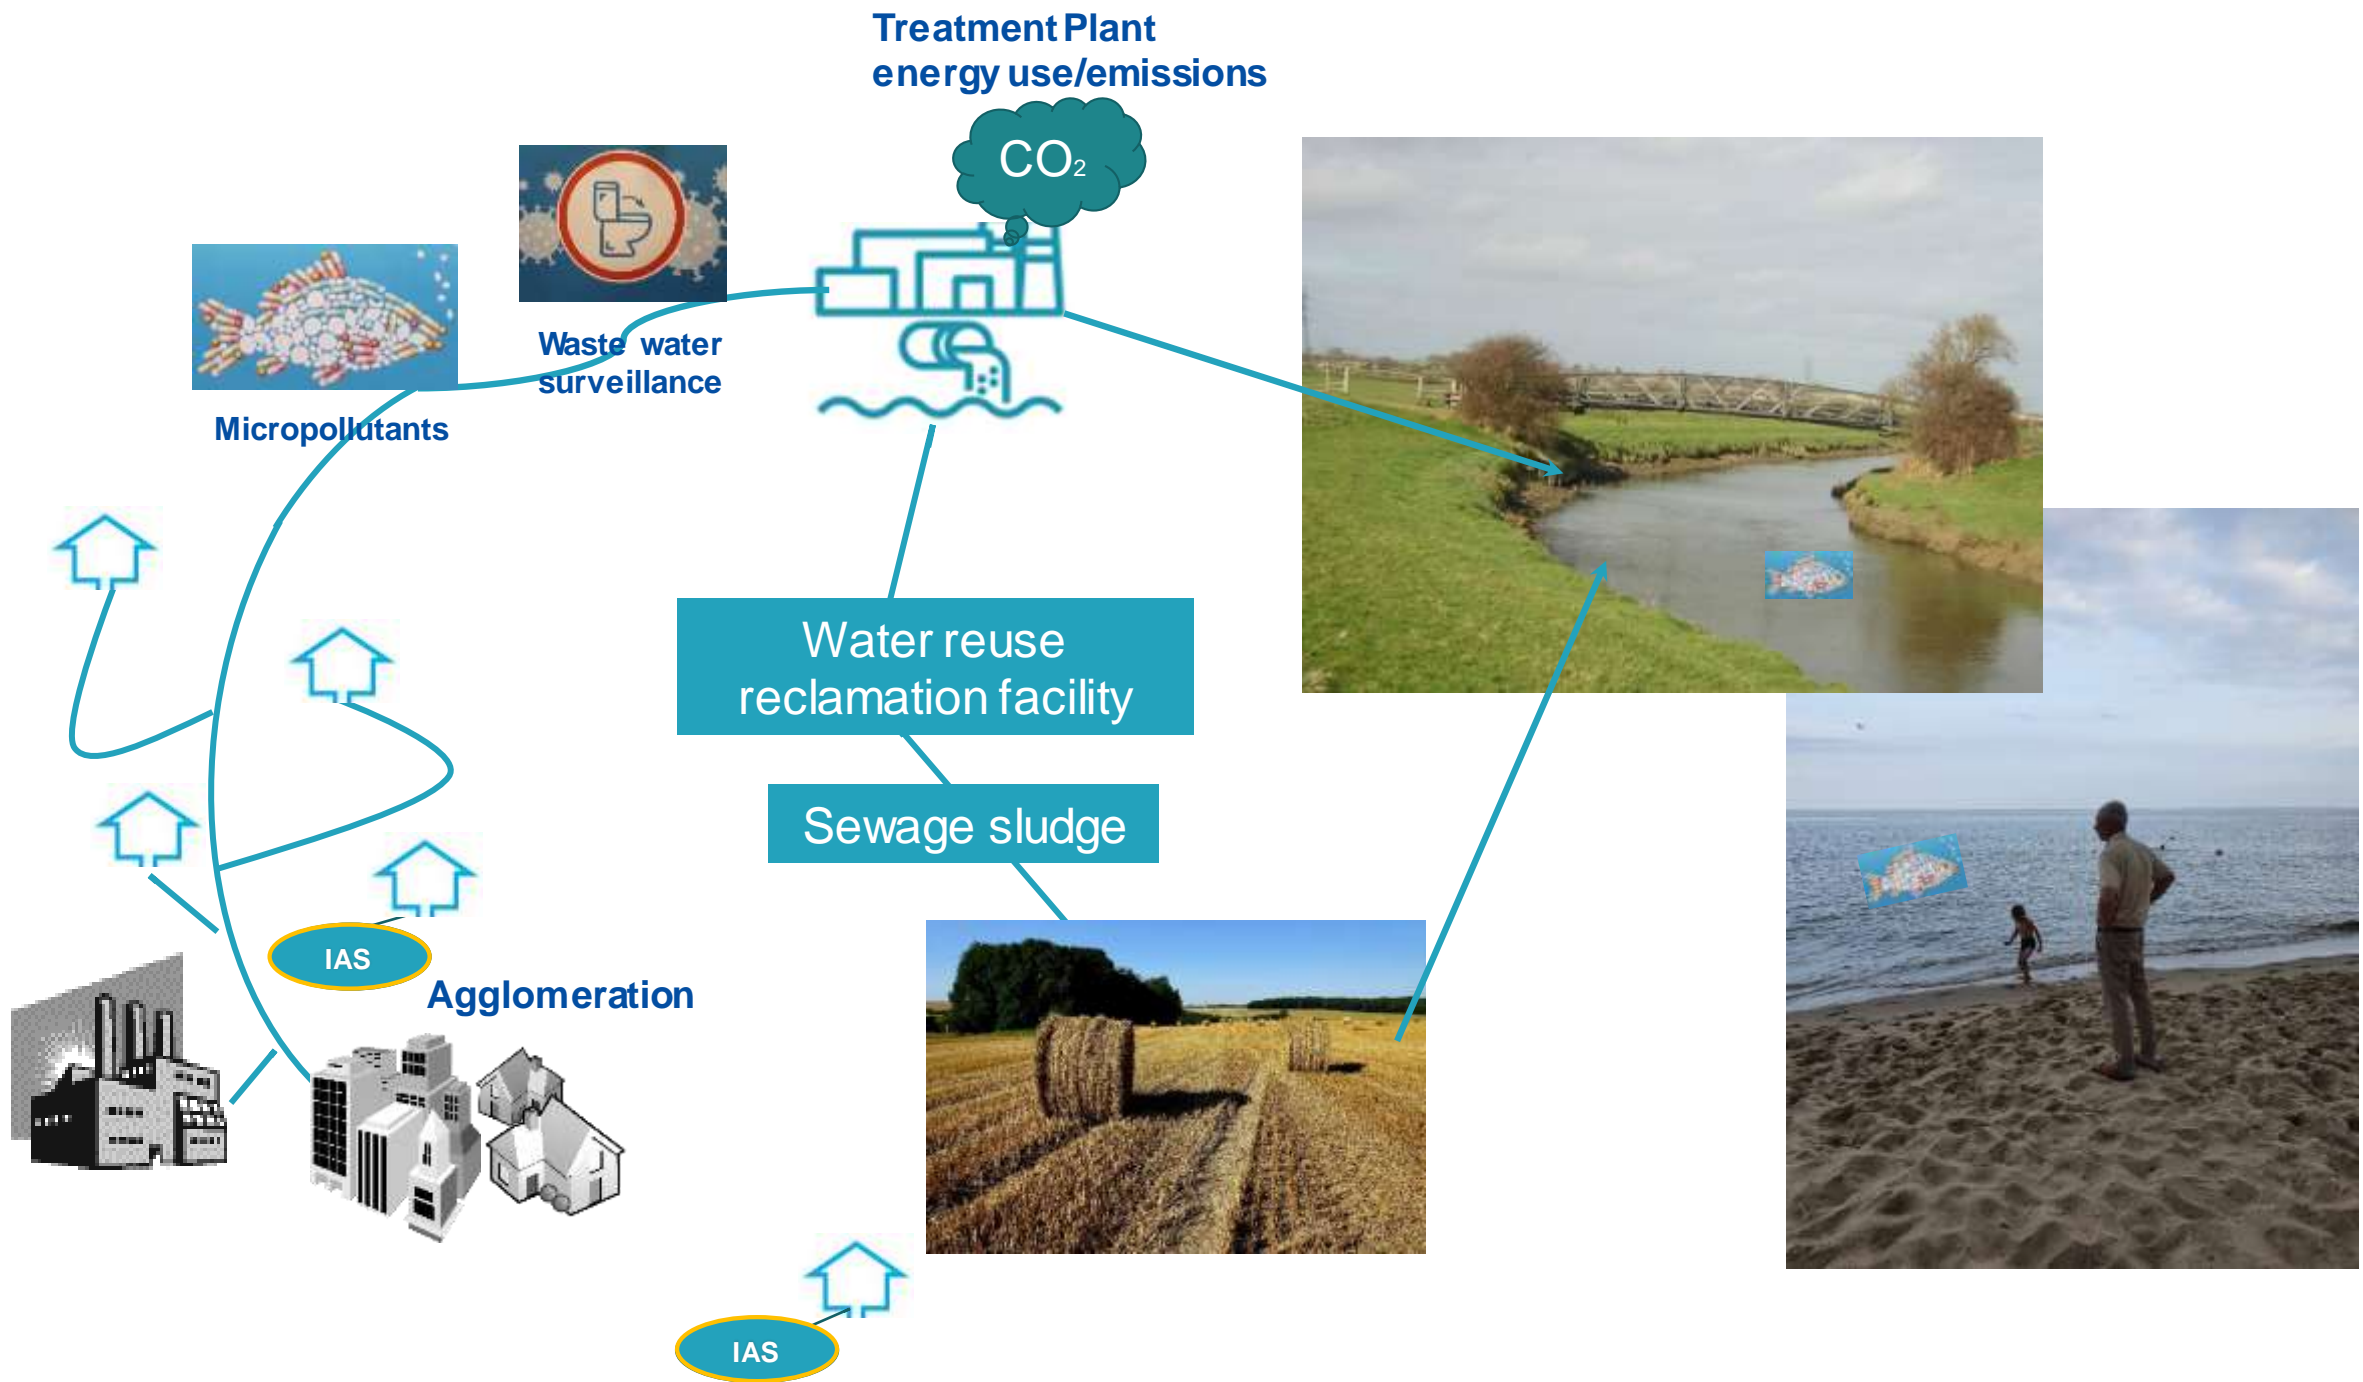 Treatment Plant
energy use/emissions
CO₂
Waste water
surveillance
Micropollutants
Water reuse
reclamation facility
Sewage sludge
IAS
Agglomeration
IAS